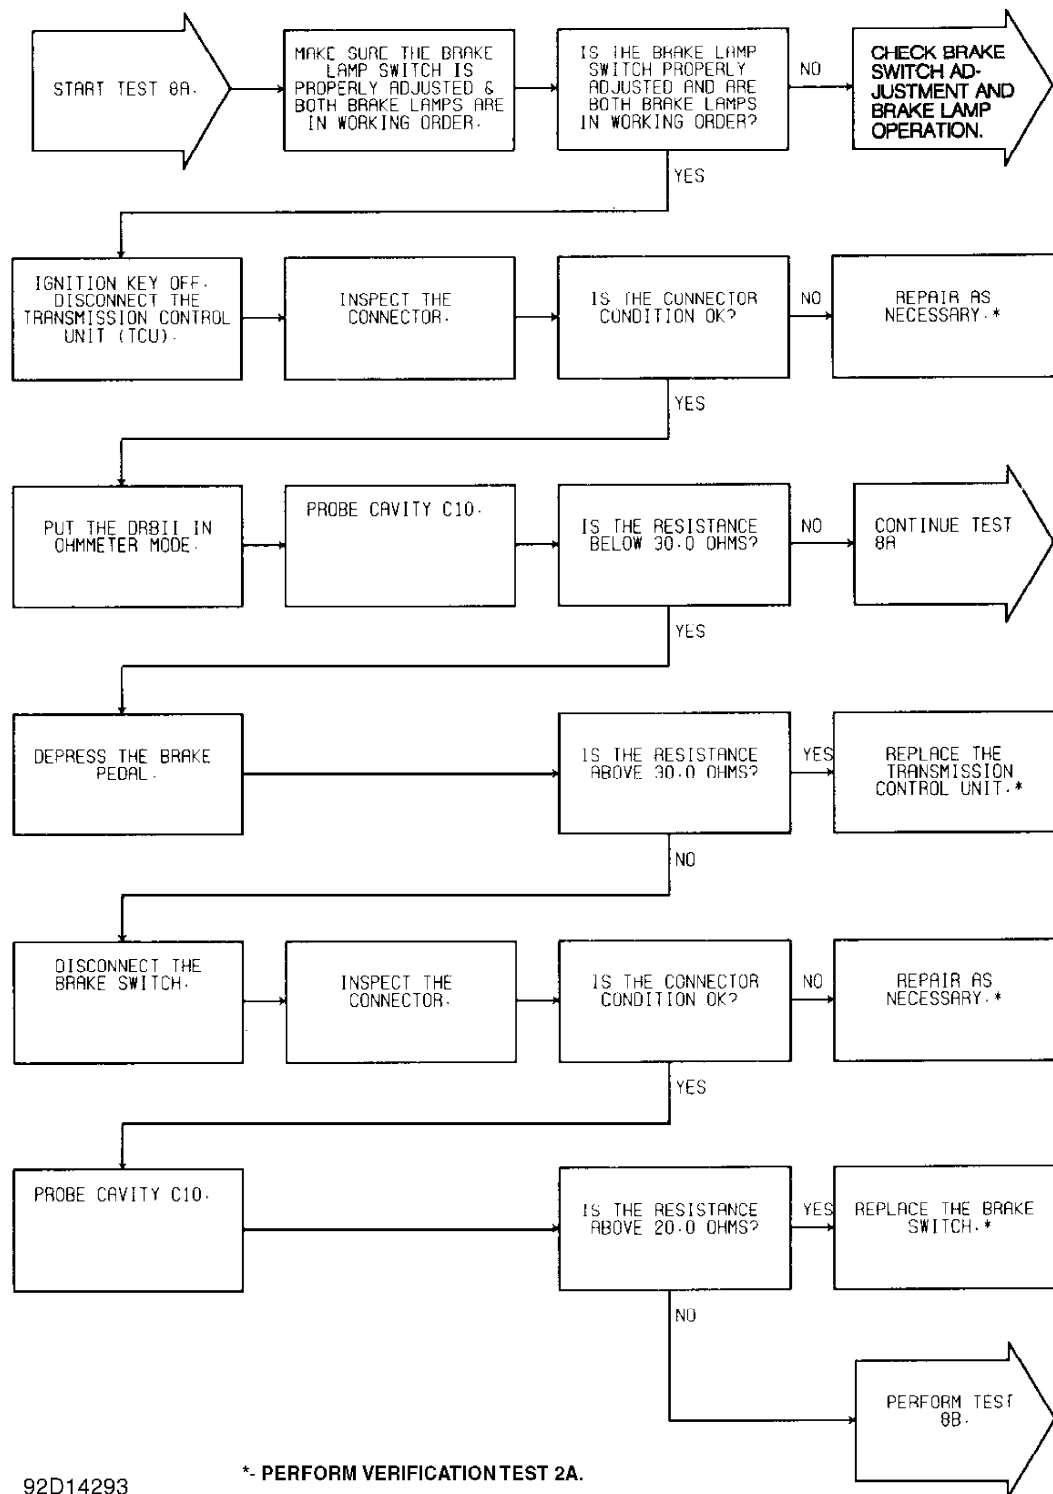 START TEST 8A.
MAKE SURE THE BRAKE
LAMP SWITCH IS
PROPERLY ADJUSTED &
BOTH BRAKE LAMPS ARE
IN WORKING ORDER.
IS THE BRAKE LAMP
SWITCH PROPERLY
ADJUSTED AND ARE
BOTH BRAKE LAMPS
IN WORKING ORDER?
NO
CHECK BRAKE
SWITCH AD-
JUSTMENT AND
BRAKE LAMP
OPERATION.
YES
IGNITION KEY OFF.
DISCONNECT THE
TRANSMISSION CONTROL
UNIT (TCU).
INSPECT THE
CONNECTOR.
IS THE CONNECTOR
CONDITION OK?
NO
REPAIR AS
NECESSARY.*
YES
PUT THE DRBII IN
OHMMETER MODE.
PROBE CAVITY C10.
IS THE RESISTANCE
BELOW 30.0 OHMS?
NO
CONTINUE TEST
8A
YES
DEPRESS THE BRAKE
PEDAL.
IS THE RESISTANCE
ABOVE 30.0 OHMS?
YES
REPLACE THE
TRANSMISSION
CONTROL UNIT.*
NO
DISCONNECT THE
BRAKE SWITCH.
INSPECT THE
CONNECTOR.
IS THE CONNECTOR
CONDITION OK?
NO
REPAIR AS
NECESSARY.*
YES
PROBE CAVITY C10.
IS THE RESISTANCE
ABOVE 20.0 OHMS?
YES
REPLACE THE BRAKE
SWITCH.*
NO
PERFORM TEST
8B.
*- PERFORM VERIFICATION TEST 2A.
92D14293